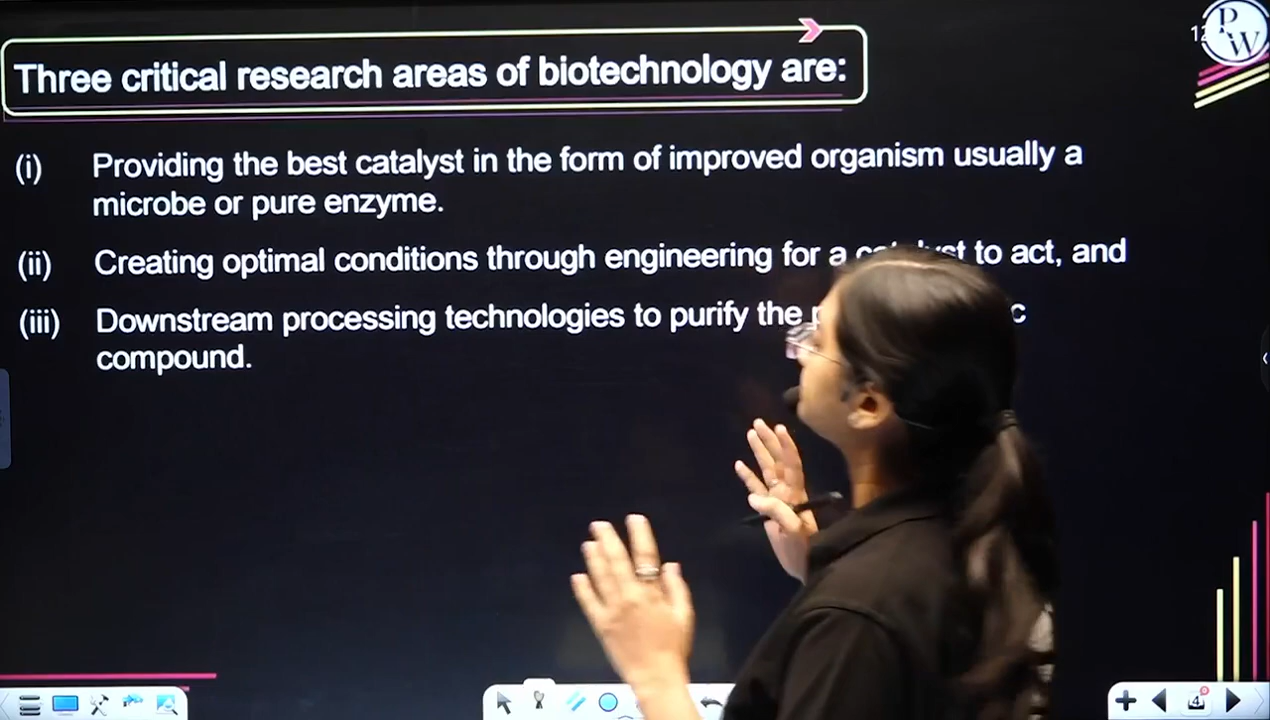 Three critical research areas of biotechnology are:
12
P
W
(i) Providing the best catalyst in the form of improved organism usually a
microbe or pure enzyme.
(ii) Creating optimal conditions through engineering for a to act, and
(iii) Downstream processing technologies to purify the
compound.
4